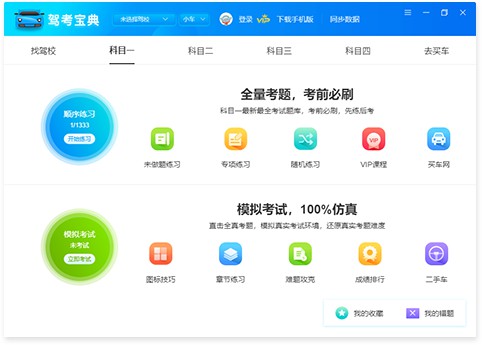 驾考宝典 未选择驾校 小车 登录 VIP 下载手机版 同步数据
找驾校 科目一 科目二 科目三 科目四 去买车
全量考题，考前必刷
科目一最新最全考试题库，考前必刷，先练后考
顺序练习
1/1333
开始练习
未做题练习 专项练习 随机练习 VIP课程 买车网
模拟考试，100%仿真
直击全真考题，模拟真实考试环境，还原真实考题难度
模拟考试
未考试
立即考试
图标技巧 章节练习 难题攻克 成绩排行 二手车
我的收藏 我的错题